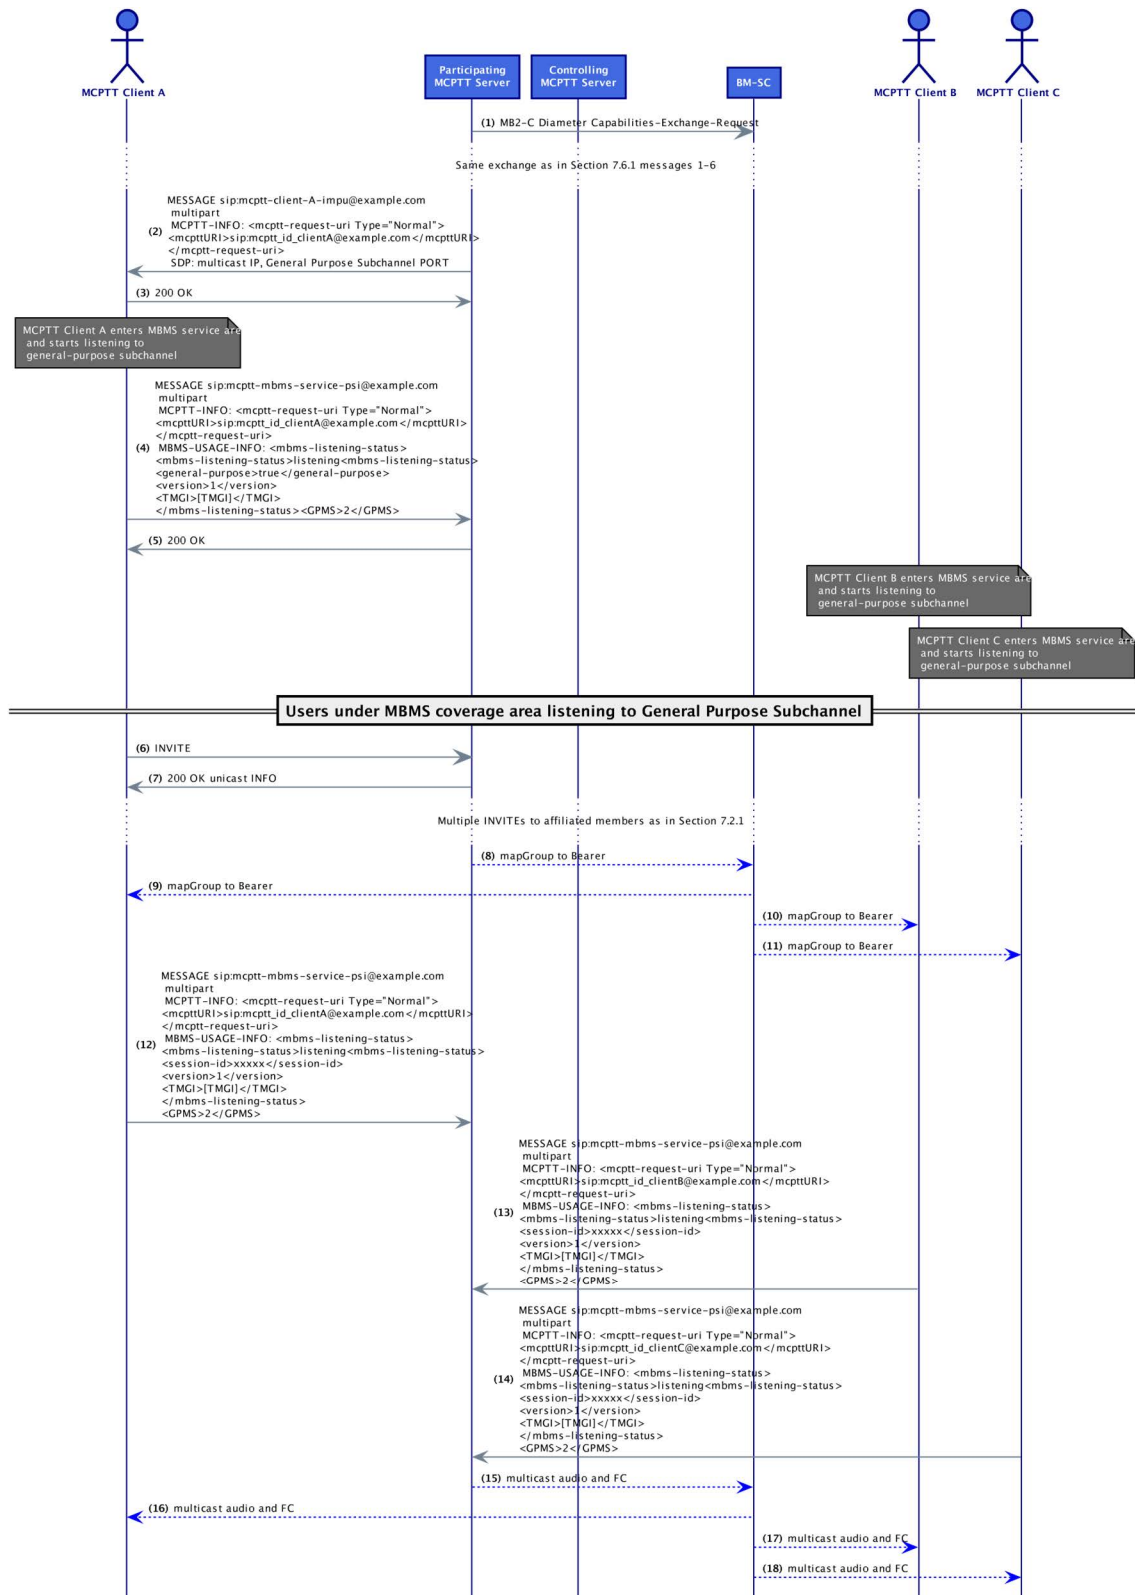 MCPTT Client A
Participating
MCPTT Server
Controlling
MCPTT Server
BM-SC
MCPTT Client B
MCPTT Client C
(1) MB2-C Diameter Capabilities-Exchange-Request
Same exchange as in Section 7.6.1 messages 1-6
MESSAGE sip:mcptt-client-A-impu@example.com
multipart
MCPTT-INFO: <mcptt-request-uri Type="Normal">
(2) <mcpttURI>sip:mcptt_id_clientA@example.com</mcpttURI>
</mcptt-request-uri>
SDP: multicast IP, General Purpose Subchannel PORT
(3) 200 OK
MCPTT Client A enters MBMS service are
and starts listening to
general-purpose subchannel
MESSAGE sip:mcptt-mbms-service-psi@example.com
multipart
MCPTT-INFO: <mcptt-request-uri Type="Normal">
<mcpttURI>sip:mcptt_id_clientA@example.com</mcpttURI>
</mcptt-request-uri>
(4) MBMS-USAGE-INFO: <mbms-listening-status>
<mbms-listening-status>listening<mbms-listening-status>
<general-purpose>true</general-purpose>
<version>1</version>
<TMGI>[TMGI]</TMGI>
</mbms-listening-status><GPMS>2</GPMS>
(5) 200 OK
MCPTT Client B enters MBMS service are
and starts listening to
general-purpose subchannel
MCPTT Client C enters MBMS service are
and starts listening to
general-purpose subchannel
Users under MBMS coverage area listening to General Purpose Subchannel
(6) INVITE
(7) 200 OK unicast INFO
Multiple INVITEs to affiliated members as in Section 7.2.1
(8) mapGroup to Bearer
(9) mapGroup to Bearer
(10) mapGroup to Bearer
(11) mapGroup to Bearer
MESSAGE sip:mcptt-mbms-service-psi@example.com
multipart
MCPTT-INFO: <mcptt-request-uri Type="Normal">
<mcpttURI>sip:mcptt_id_clientA@example.com</mcpttURI>
</mcptt-request-uri>
MBMS-USAGE-INFO: <mbms-listening-status>
(12) <mbms-listening-status>listening<mbms-listening-status>
<session-id>xxxxx</session-id>
<version>1</version>
<TMGI>[TMGI]</TMGI>
</mbms-listening-status>
<GPMS>2</GPMS>
MESSAGE sip:mcptt-mbms-service-psi@example.com
multipart
MCPTT-INFO: <mcptt-request-uri Type="Normal">
<mcpttURI>sip:mcptt_id_clientB@example.com</mcpttURI>
</mcptt-request-uri>
MBMS-USAGE-INFO: <mbms-listening-status>
(13) <mbms-listening-status>listening<mbms-listening-status>
<session-id>xxxxx</session-id>
<version>1</version>
<TMGI>[TMGI]</TMGI>
</mbms-listening-status>
<GPMS>2</GPMS>
MESSAGE sip:mcptt-mbms-service-psi@example.com
multipart
MCPTT-INFO: <mcptt-request-uri Type="Normal">
<mcpttURI>sip:mcptt_id_clientC@example.com</mcpttURI>
</mcptt-request-uri>
MBMS-USAGE-INFO: <mbms-listening-status>
(14) <mbms-listening-status>listening<mbms-listening-status>
<session-id>xxxxx</session-id>
<version>1</version>
<TMGI>[TMGI]</TMGI>
</mbms-listening-status>
<GPMS>2</GPMS>
(15) multicast audio and FC
(16) multicast audio and FC
(17) multicast audio and FC
(18) multicast audio and FC